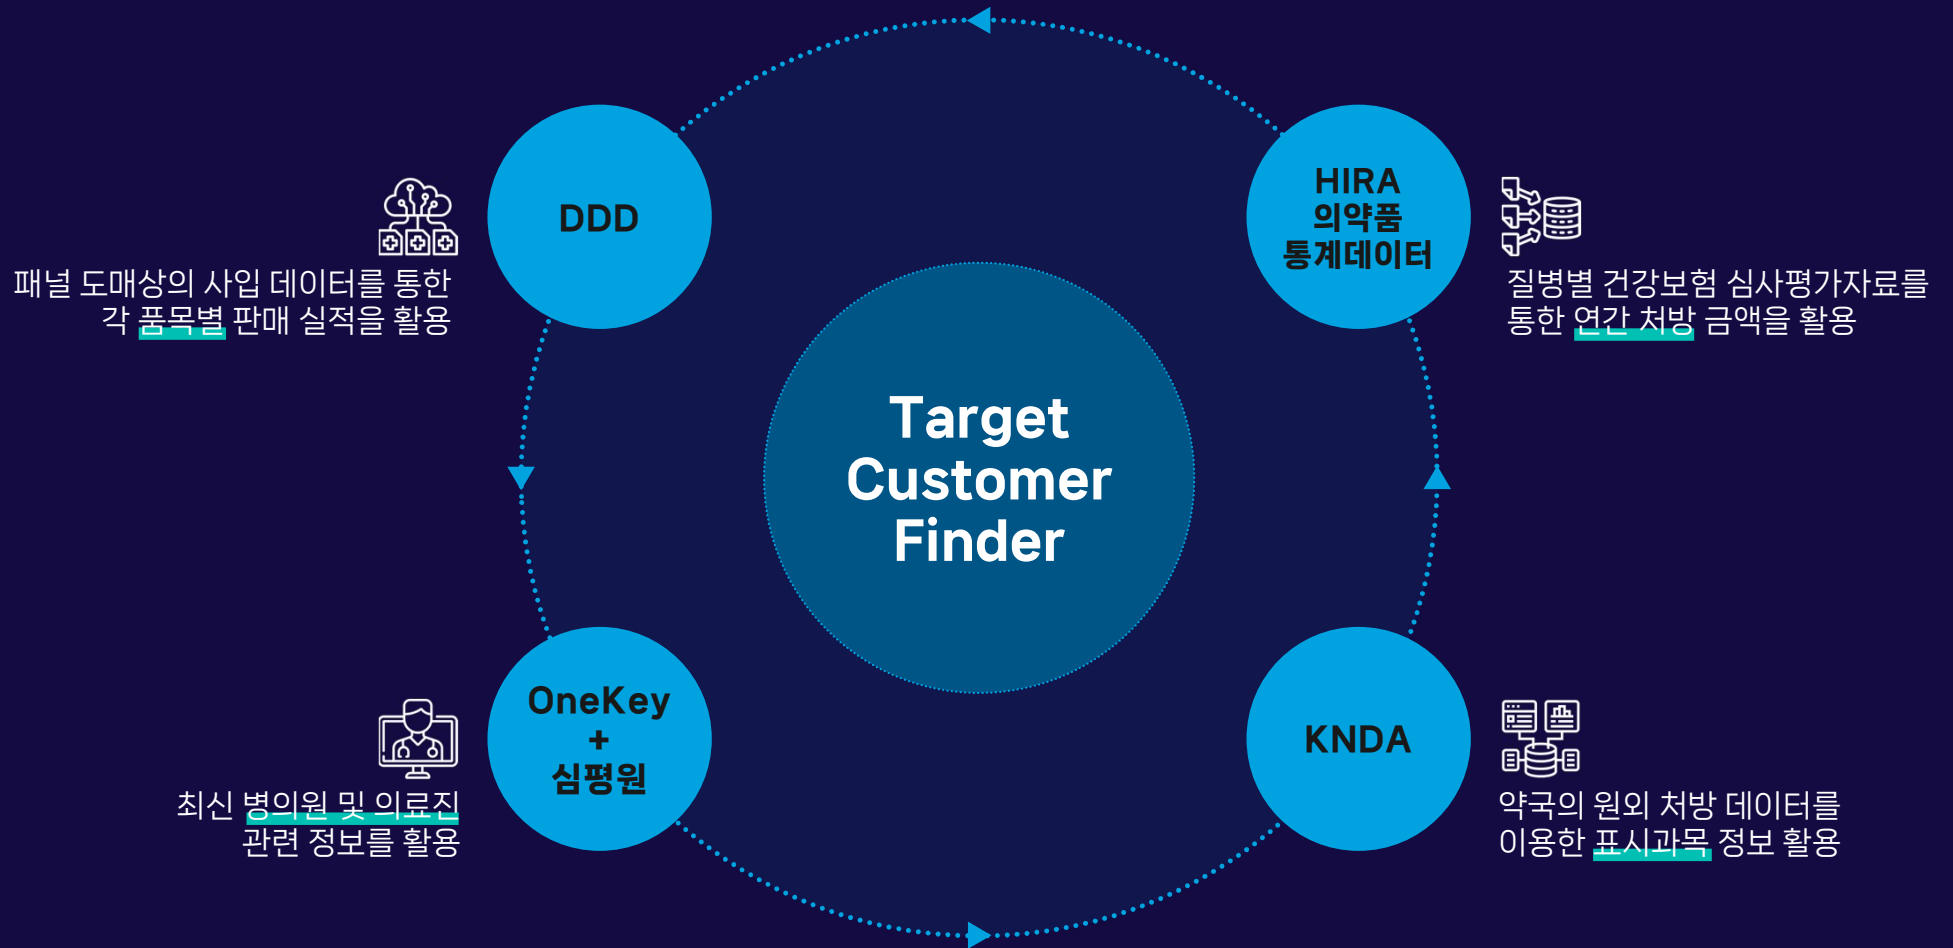 DDD
패널 도매상의 사입 데이터를 통한
각 품목별 판매 실적을 활용
HIRA
의약품
통계데이터
질병별 건강보험 심사평가자료를
통한 연간 처방 금액을 활용
Target
Customer
Finder
OneKey
+
심평원
최신 병의원 및 의료진
관련 정보를 활용
KNDA
약국의 원외 처방 데이터를
이용한 표시과목 정보 활용